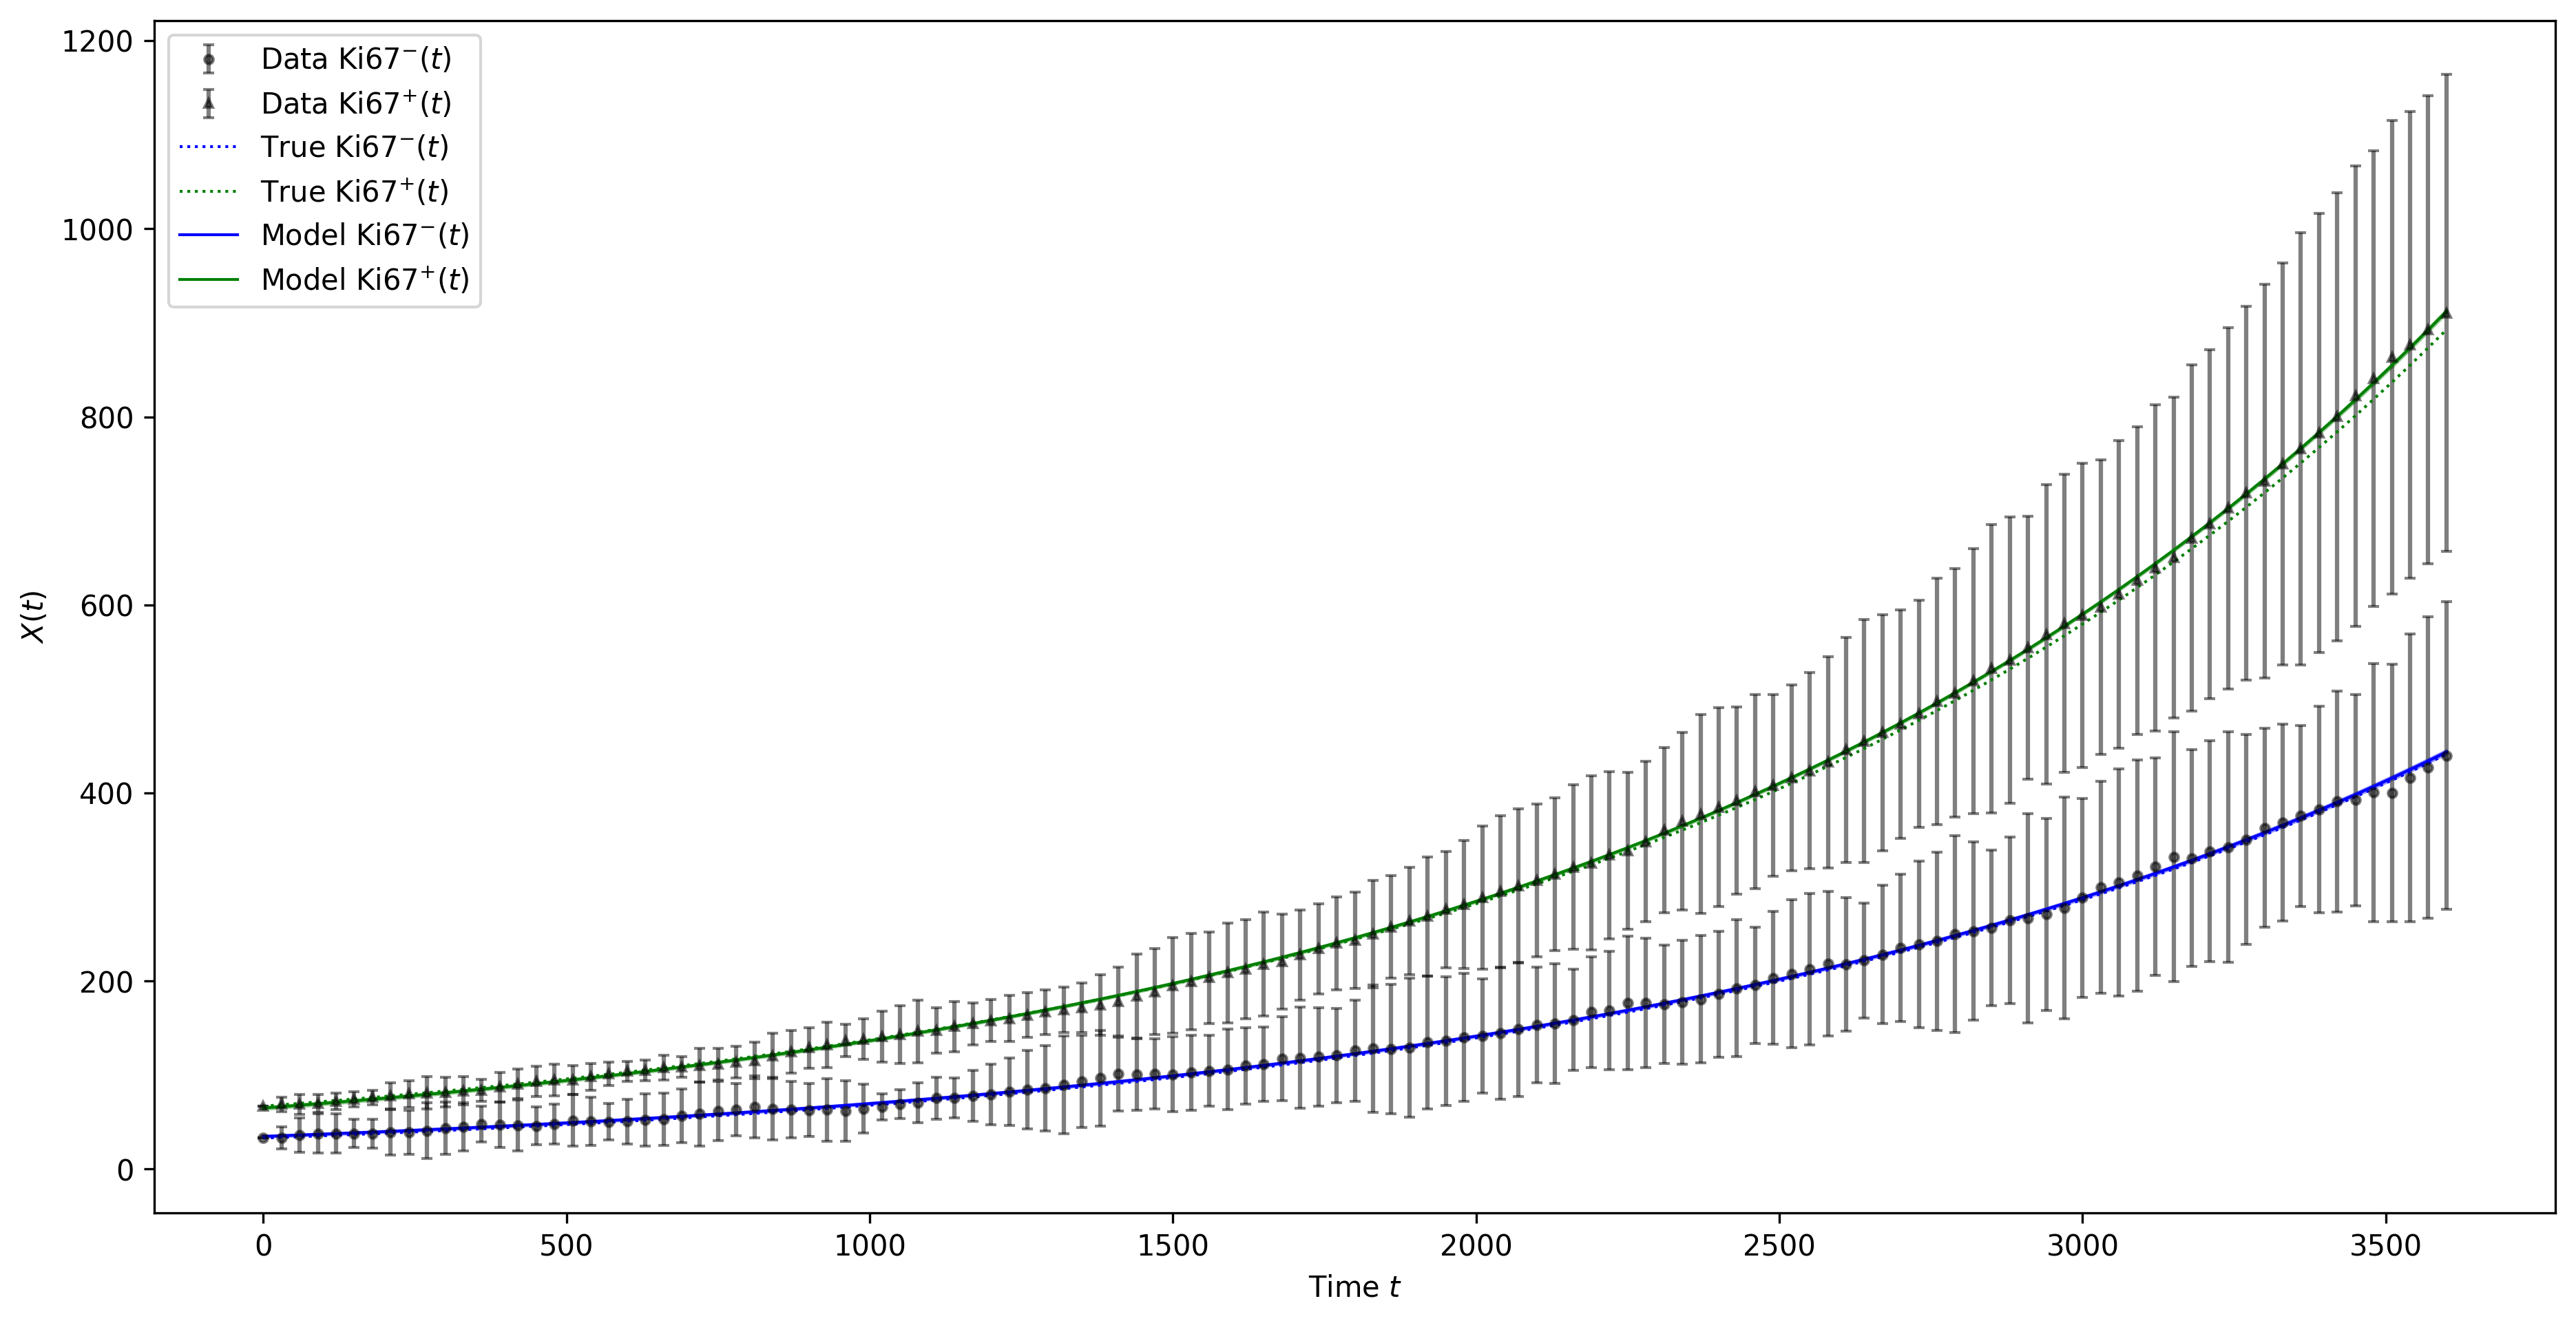 1200
1000
800
600
400
200
0
X(t)
Data Ki67⁻(t)
Data Ki67⁺(t)
True Ki67⁻(t)
True Ki67⁺(t)
Model Ki67⁻(t)
Model Ki67⁺(t)
0 500 1000 1500 2000 2500 3000 3500
Time t